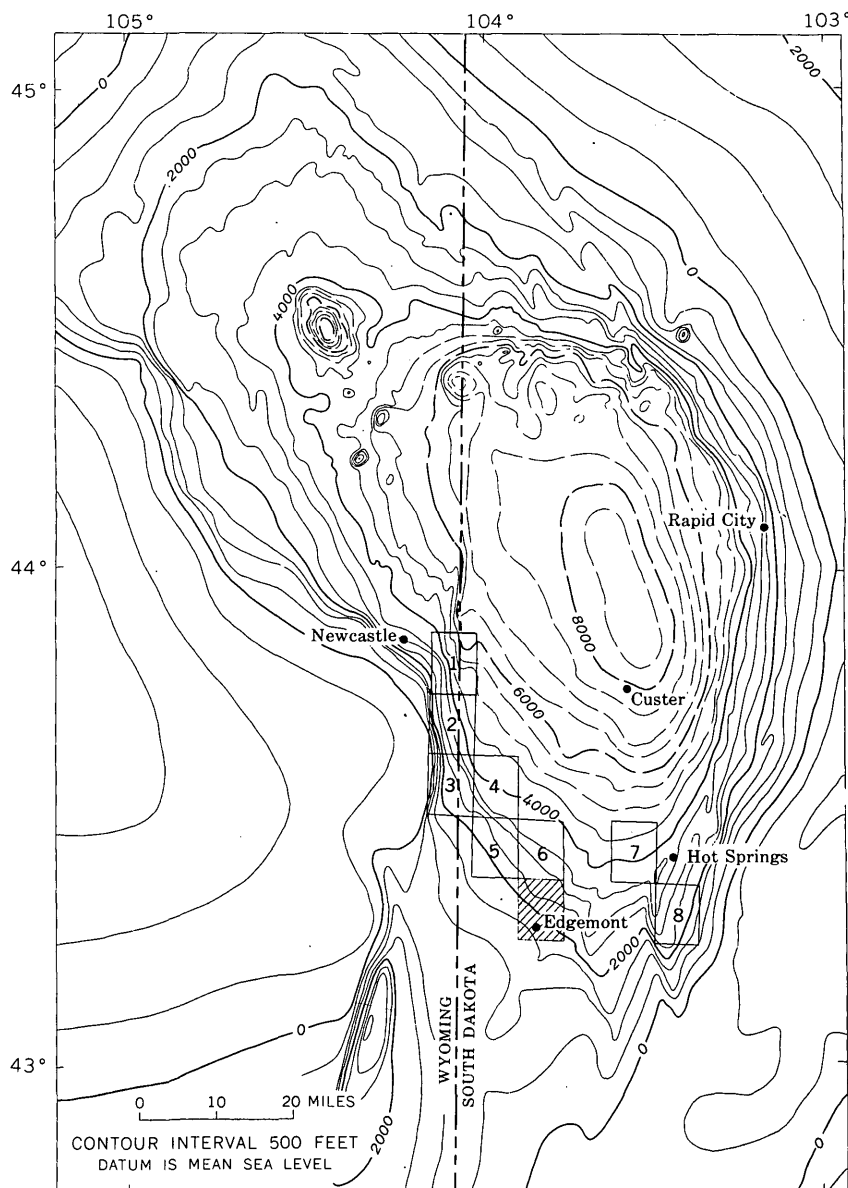 105°
104°
103°
45°
2000
2000
0
0
4000
Rapid City
44°
8000
Newcastle
1
Custer
6000
2
3
4
4000
5
6
7
Hot Springs
8
Edgemont
2000
WYOMING
SOUTH DAKOTA
0
0
43°
0 10 20 MILES
CONTOUR INTERVAL 500 FEET
DATUM IS MEAN SEA LEVEL
2000
0